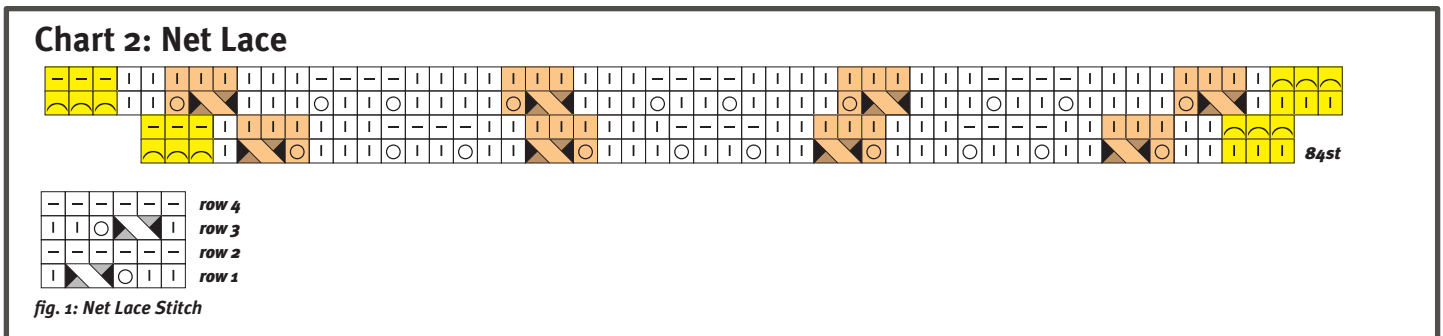 Chart 2: Net Lace
84st
row 4
row 3
row 2
row 1
fig. 1: Net Lace Stitch